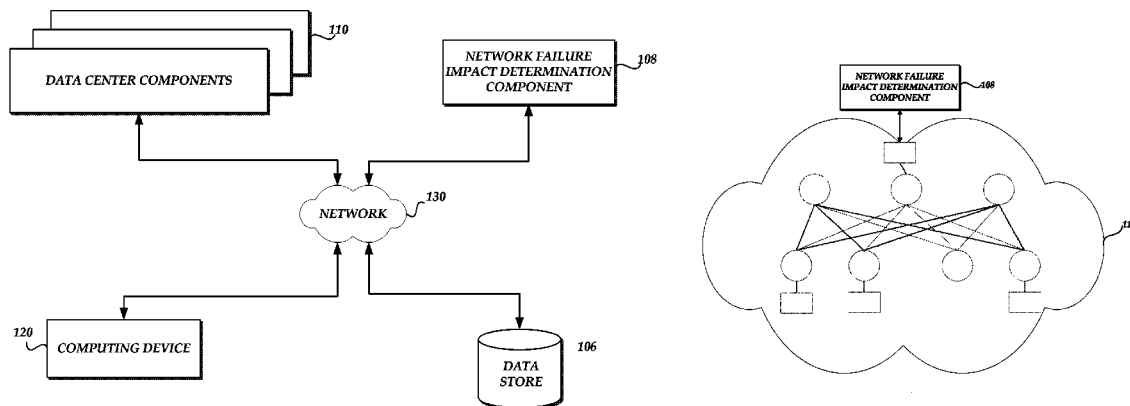 110
DATA CENTER COMPONENTS
NETWORK FAILURE
IMPACT DETERMINATION
COMPONENT
108
130
NETWORK
120
COMPUTING DEVICE
106
DATA
STORE
NETWORK FAILURE
IMPACT DETERMINATION
COMPONENT
108